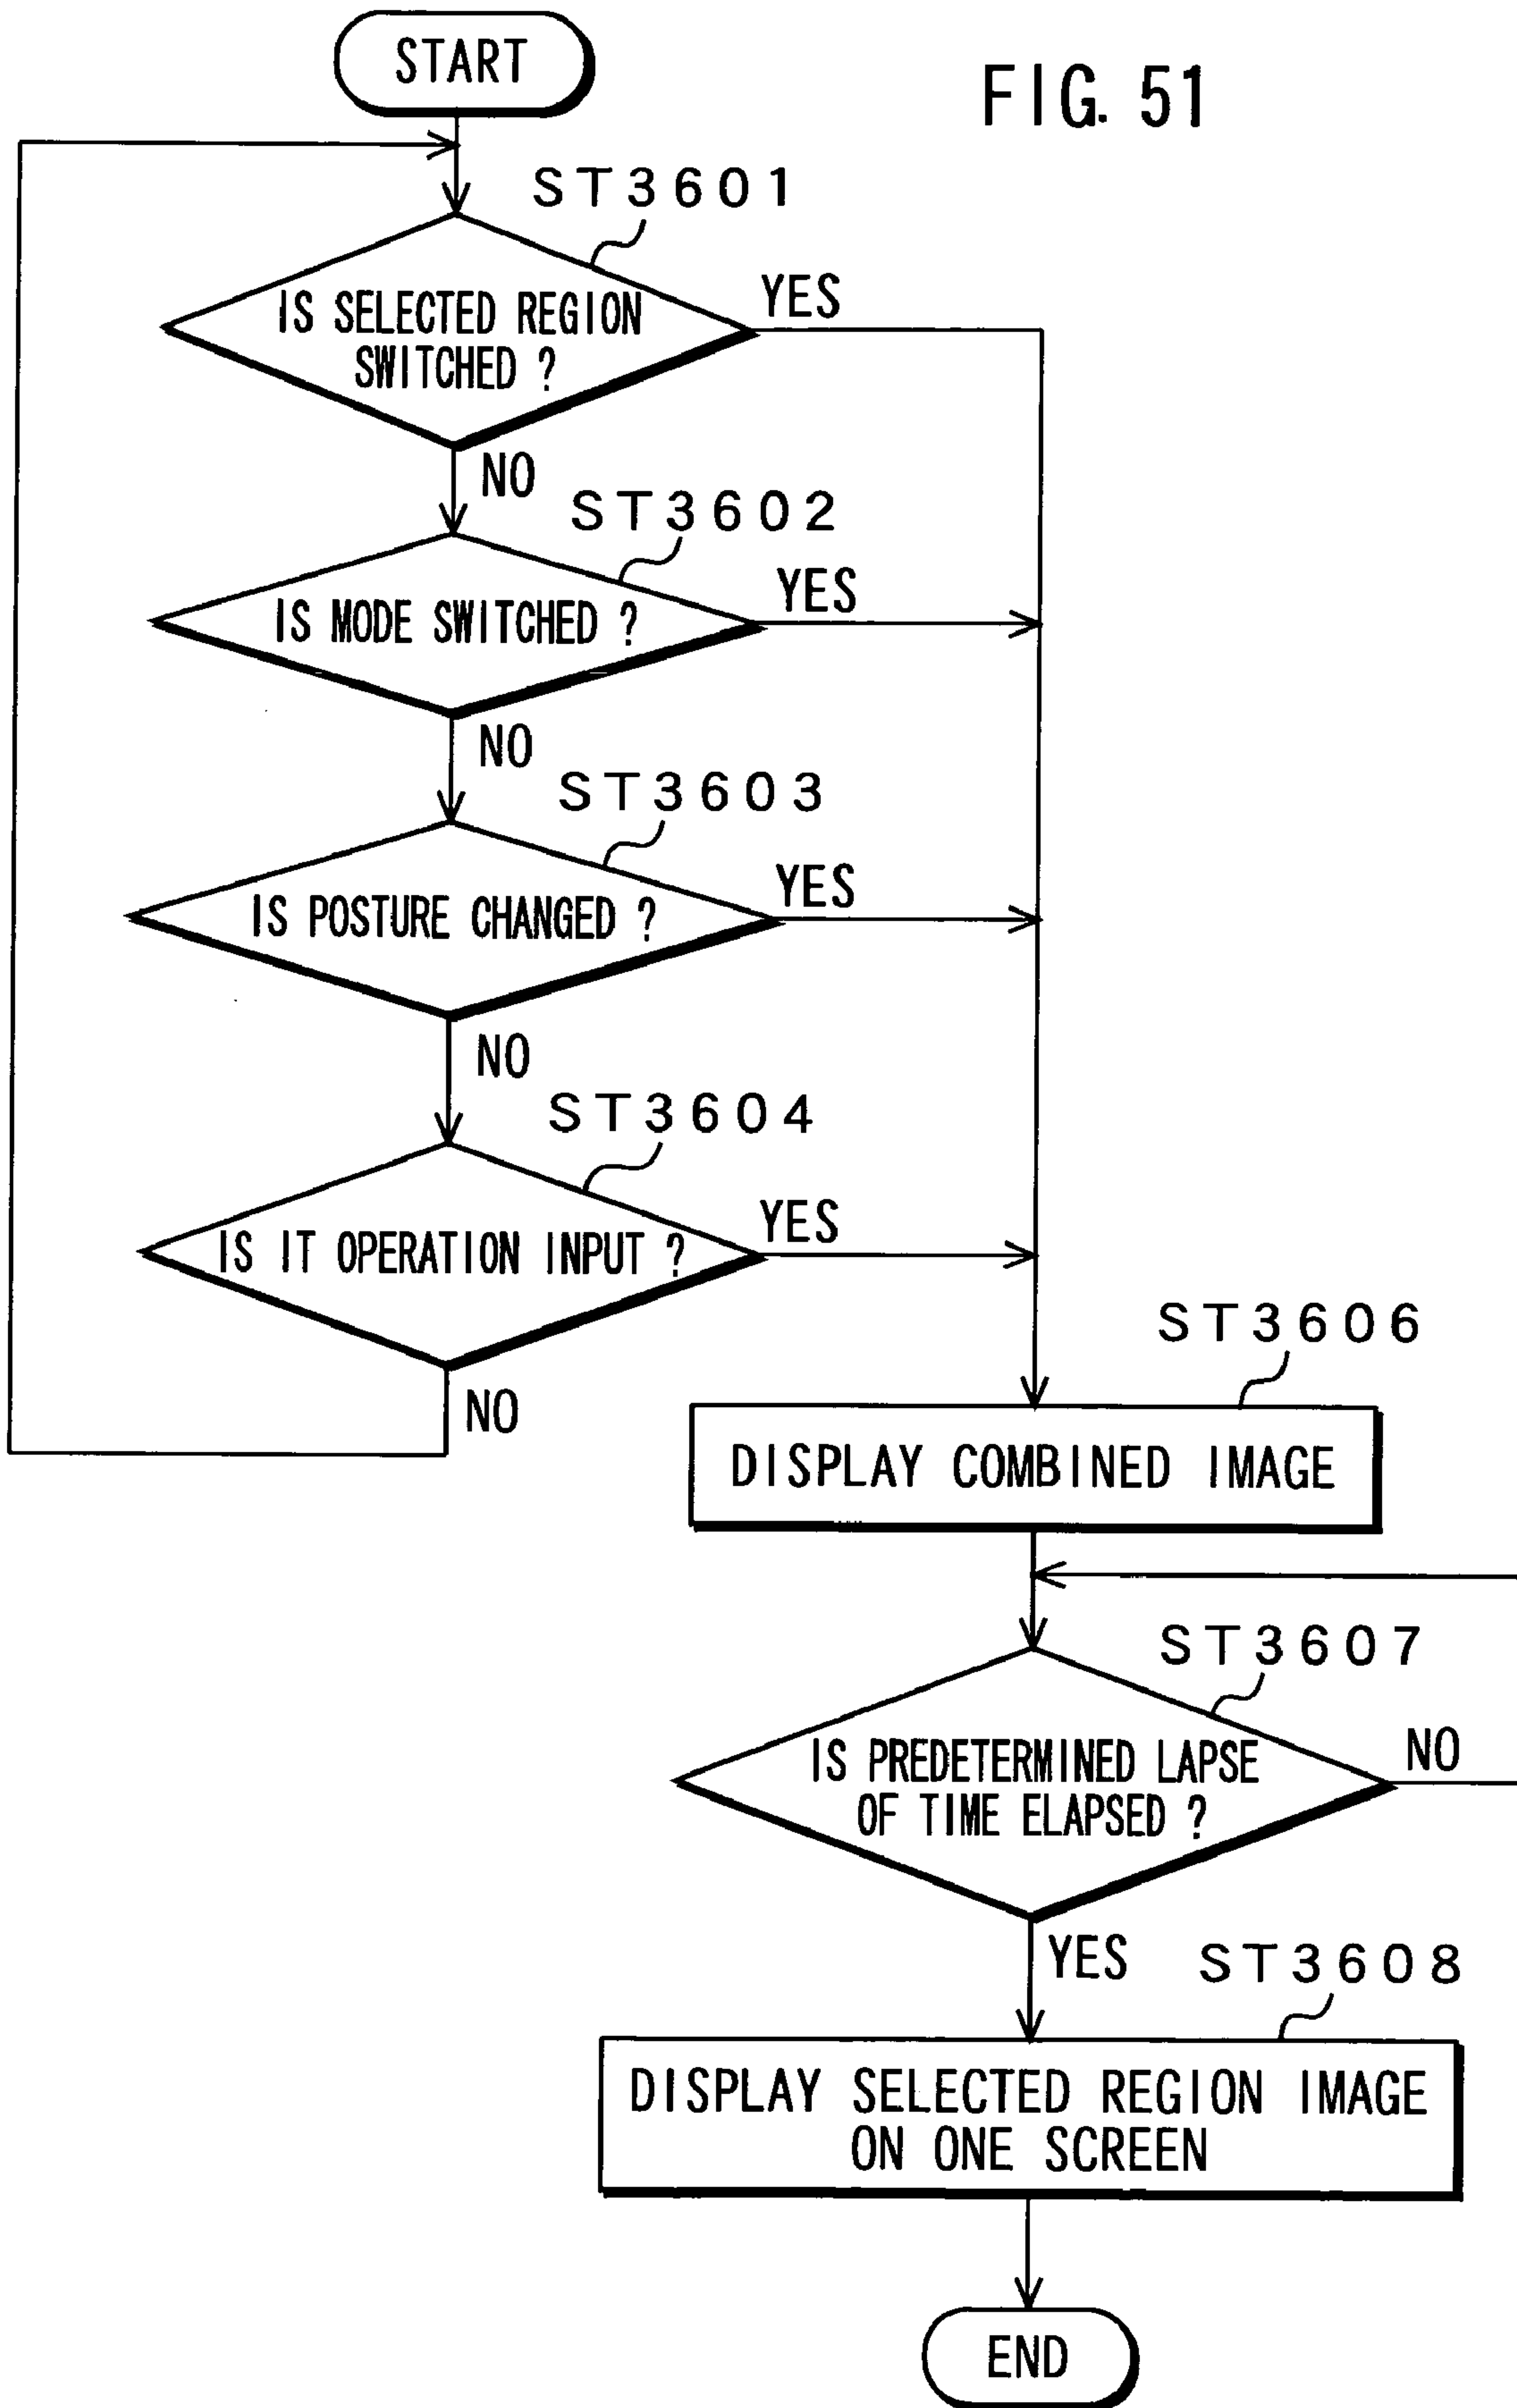 START
FIG. 51
ST3601
IS SELECTED REGION
SWITCHED ?
YES
NO
ST3602
IS MODE SWITCHED ?
YES
NO
ST3603
IS POSTURE CHANGED ?
YES
NO
ST3604
IS IT OPERATION INPUT ?
YES
NO
ST3606
DISPLAY COMBINED IMAGE
ST3607
IS PREDETERMINED LAPSE
OF TIME ELAPSED ?
NO
YES
ST3608
DISPLAY SELECTED REGION IMAGE
ON ONE SCREEN
END